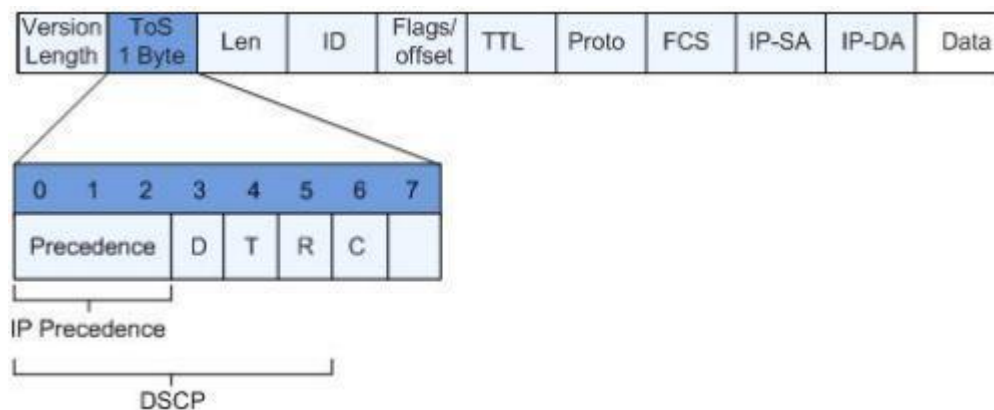 Version Length ToS 1 Byte Len ID Flags/ offset TTL Proto FCS IP-SA IP-DA Data
0 1 2 3 4 5 6 7
Precedence D T R C
IP Precedence
DSCP